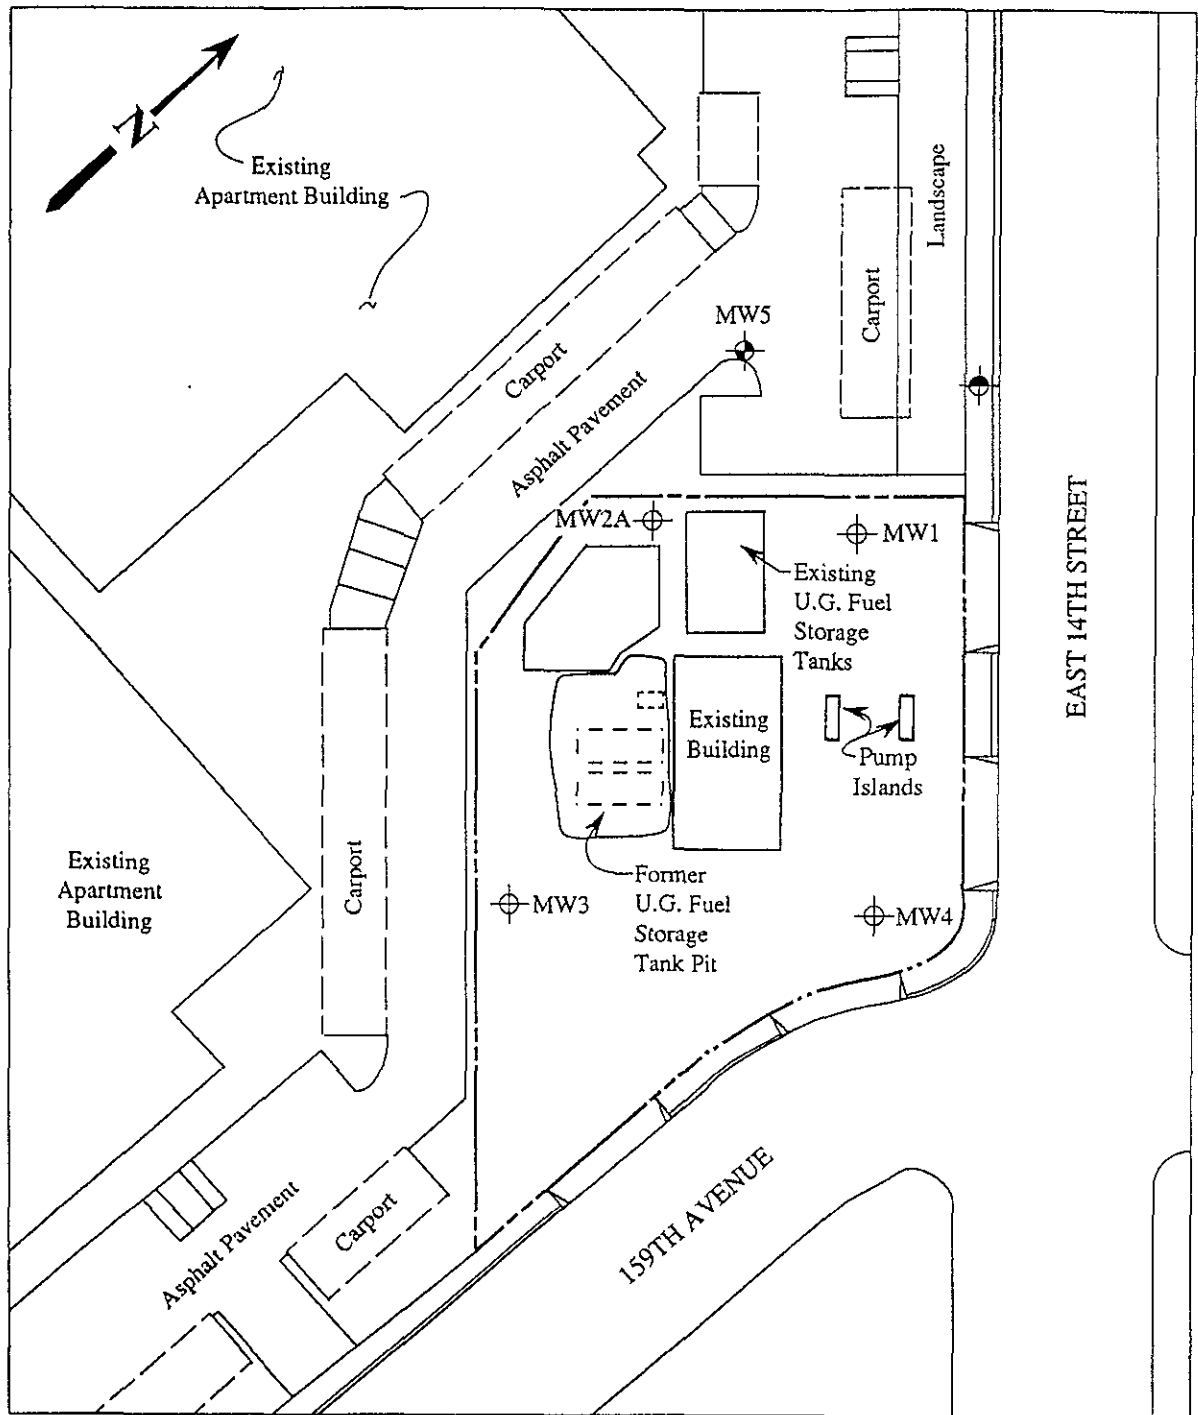 N
Existing
Apartment Building
Landscape
Carport
MW5
Carport
Asphalt Pavement
MW2A
MW1
Existing
U.G. Fuel
Storage
Tanks
EAST 14TH STREET
Existing
Building
Pump
Islands
Existing
Apartment
Building
Carport
Former
U.G. Fuel
Storage
Tank Pit
MW3
MW4
159TH AVENUE
Carport
Asphalt Pavement